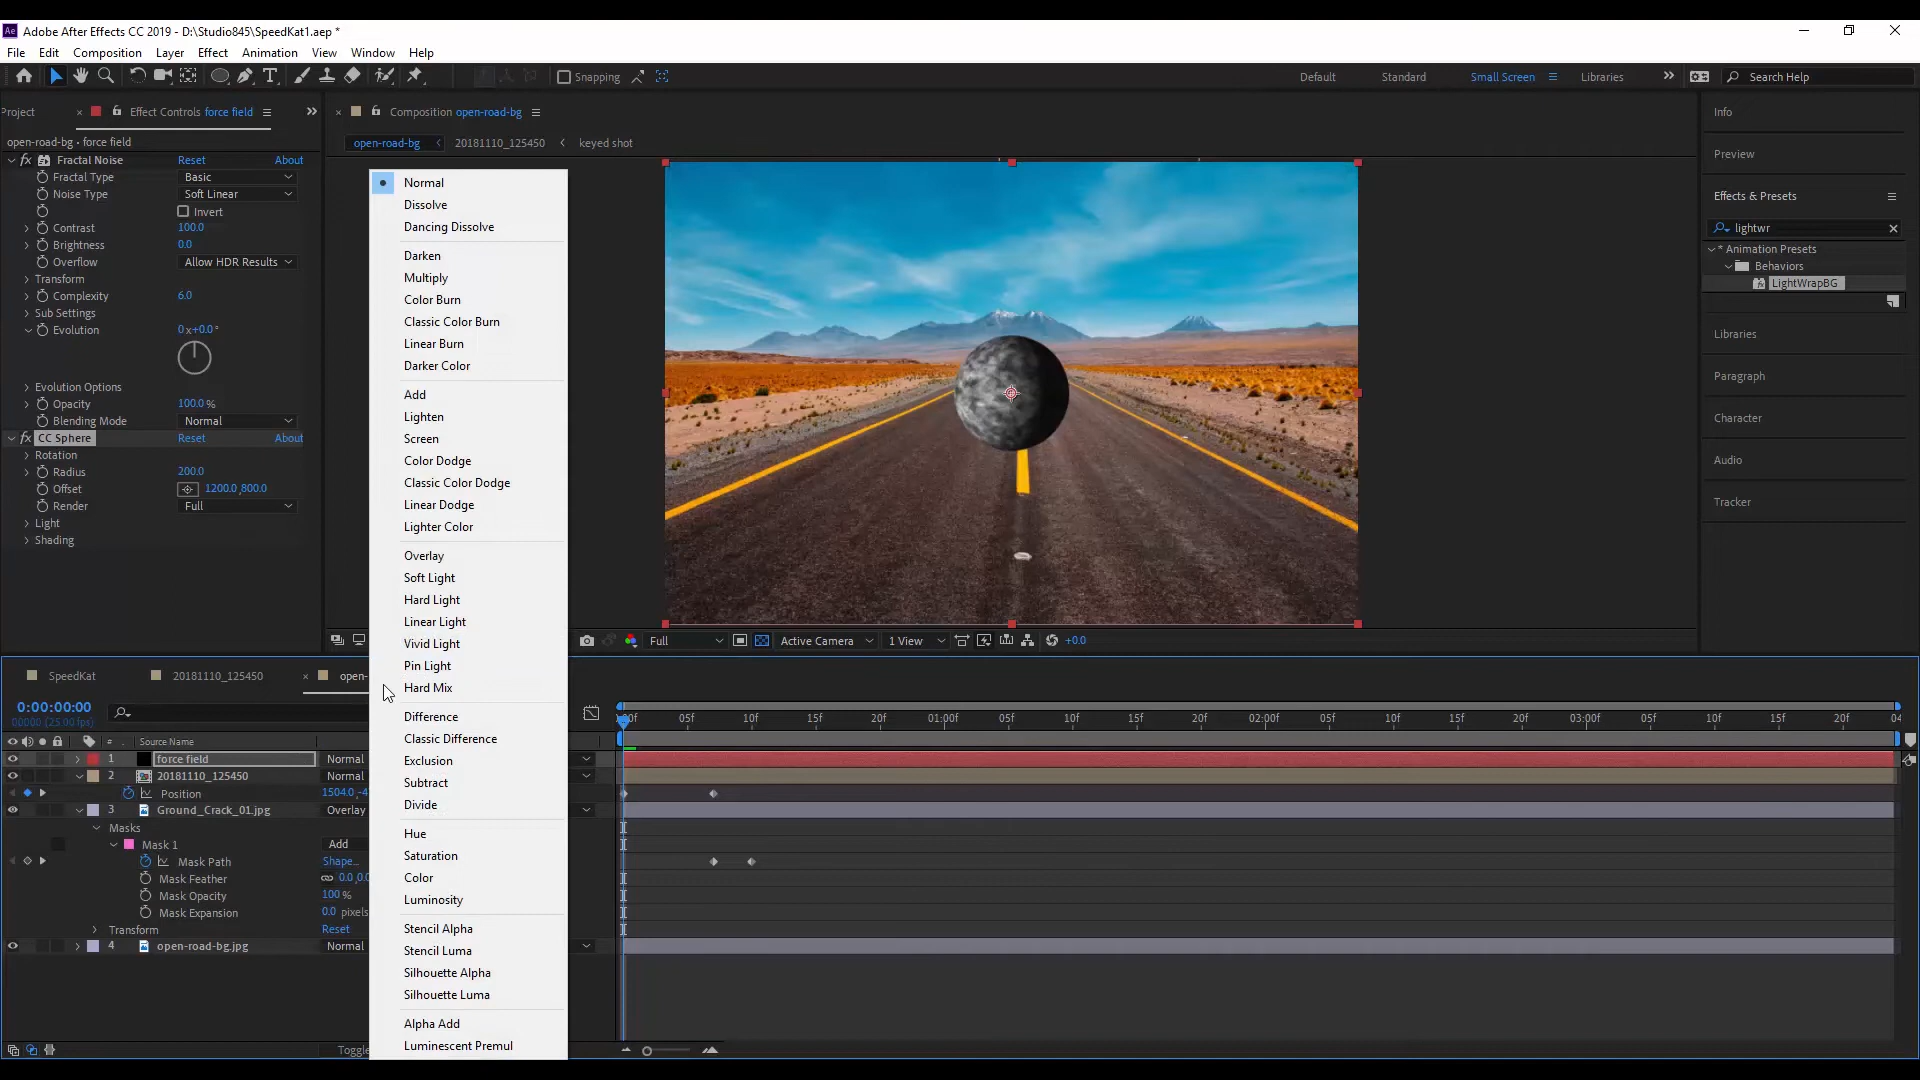 Ae Adobe After Effects CC 2019 - D:\Studio845\SpeedKat1.aep *
File Edit Composition Layer Effect Animation View Window Help
Snapping Default Standard Small Screen Libraries Search Help
Project Effect Controls force field
Composition open-road-bg
open-road-bg • force field
open-road-bg 20181110_125450 keyed shot
fx Fractal Noise Reset About
Fractal Type Basic
Noise Type Soft Linear
Invert
Contrast 100.0
Brightness 0.0
Overflow Allow HDR Results
Transform
Complexity 6.0
Sub Settings
Evolution 0x+0.0°
Evolution Options
Opacity 100.0 %
Blending Mode Normal
fx CC Sphere Reset About
Rotation
Radius 200.0
Offset 1200.0,800.0
Render Full
Light
Shading
Normal
Dissolve
Dancing Dissolve
Darken
Multiply
Color Burn
Classic Color Burn
Linear Burn
Darker Color
Add
Lighten
Screen
Color Dodge
Classic Color Dodge
Linear Dodge
Lighter Color
Overlay
Soft Light
Hard Light
Linear Light
Vivid Light
Pin Light
Hard Mix
Difference
Classic Difference
Exclusion
Subtract
Divide
Hue
Saturation
Color
Luminosity
Stencil Alpha
Stencil Luma
Silhouette Alpha
Silhouette Luma
Alpha Add
Luminescent Premul
Info
Preview
Effects & Presets
lightwr
* Animation Presets
Behaviors
LightWrapBG
Libraries
Paragraph
Character
Audio
Tracker
Full Active Camera 1 View +0.0
SpeedKat 20181110_125450 open-
0:00:00:00
00000 (25.00 fps)
:00f 05f 10f 15f 20f 01:00f 05f 10f 15f 20f 02:00f 05f 10f 15f 20f 03:00f 05f 10f 15f 20f 04
# Source Name
1 force field Normal
2 20181110_125450 Normal
Position 1504.0,-4
3 Ground_Crack_01.jpg Overlay
Masks
Mask 1 Add
Mask Path Shape...
Mask Feather 0.0,0.0
Mask Opacity 100 %
Mask Expansion 0.0 pixels
Transform Reset
4 open-road-bg.jpg Normal
Toggle